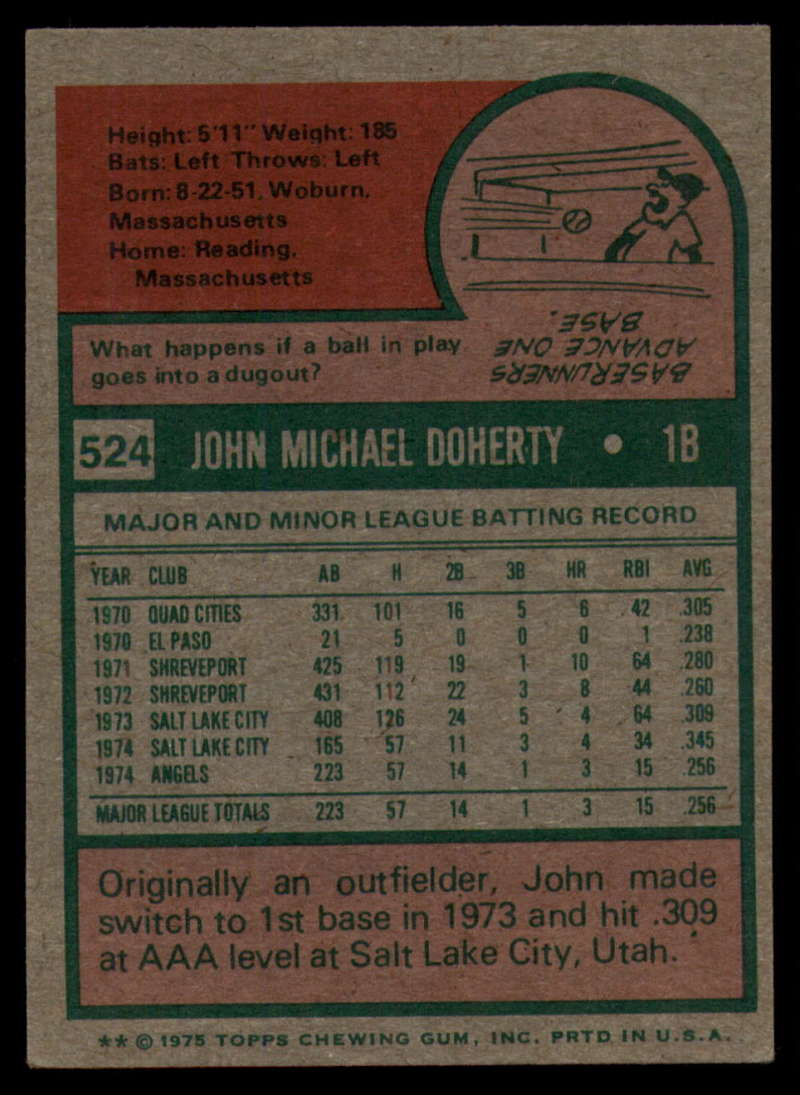 Height: 5'11" Weight: 185
Bats: Left Throws: Left
Born: 8-22-51, Woburn,
Massachusetts
Home: Reading,
Massachusetts
What happens if a ball in play
goes into a dugout?
BASERUNNERS
ADVANCE ONE
BASE.
524 JOHN MICHAEL DOHERTY • 1B
MAJOR AND MINOR LEAGUE BATTING RECORD
YEAR CLUB AB H 2B 3B HR RBI AVG
1970 QUAD CITIES 331 101 16 5 6 42 .305
1970 EL PASO 21 5 0 0 0 1 .238
1971 SHREVEPORT 425 119 19 1 10 64 .280
1972 SHREVEPORT 431 112 22 3 8 44 .260
1973 SALT LAKE CITY 408 126 24 5 4 64 .309
1974 SALT LAKE CITY 165 57 11 3 4 34 .345
1974 ANGELS 223 57 14 1 3 15 .256
MAJOR LEAGUE TOTALS 223 57 14 1 3 15 .256
Originally an outfielder, John made
switch to 1st base in 1973 and hit .309
at AAA level at Salt Lake City, Utah.
** © 1975 TOPPS CHEWING GUM, INC. PRTD IN U.S.A.